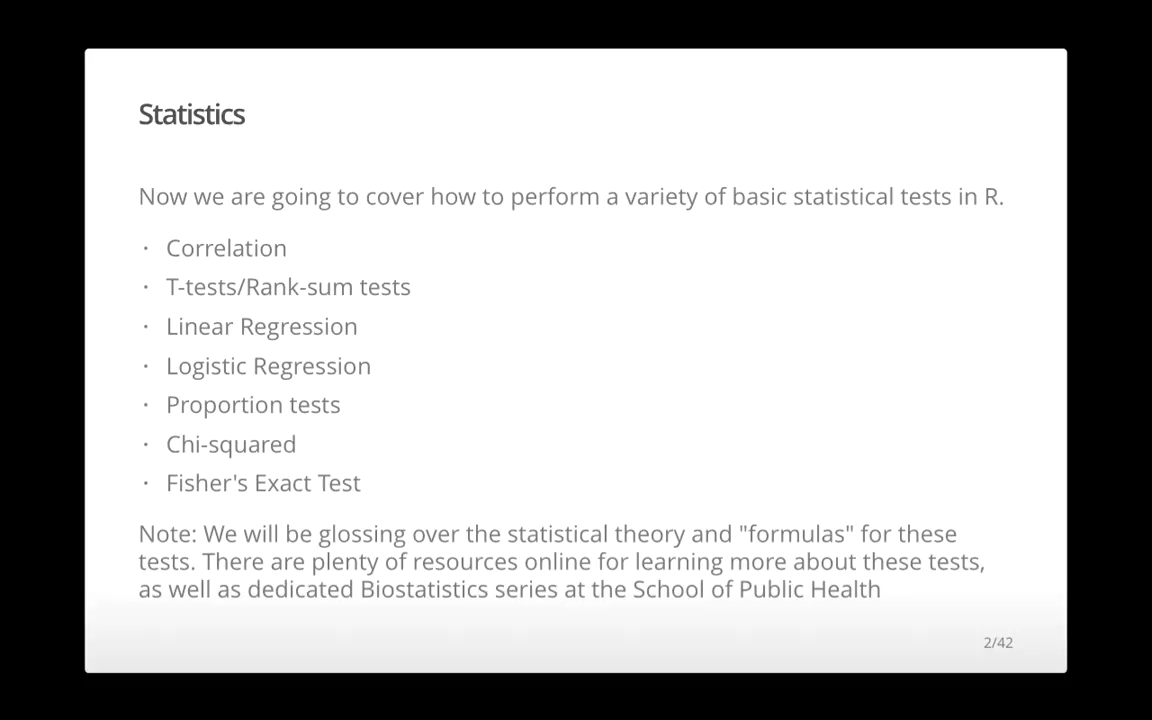 Statistics
Now we are going to cover how to perform a variety of basic statistical tests in R.
· Correlation
· T-tests/Rank-sum tests
· Linear Regression
· Logistic Regression
· Proportion tests
· Chi-squared
· Fisher's Exact Test
Note: We will be glossing over the statistical theory and "formulas" for these
tests. There are plenty of resources online for learning more about these tests,
as well as dedicated Biostatistics series at the School of Public Health
2/42